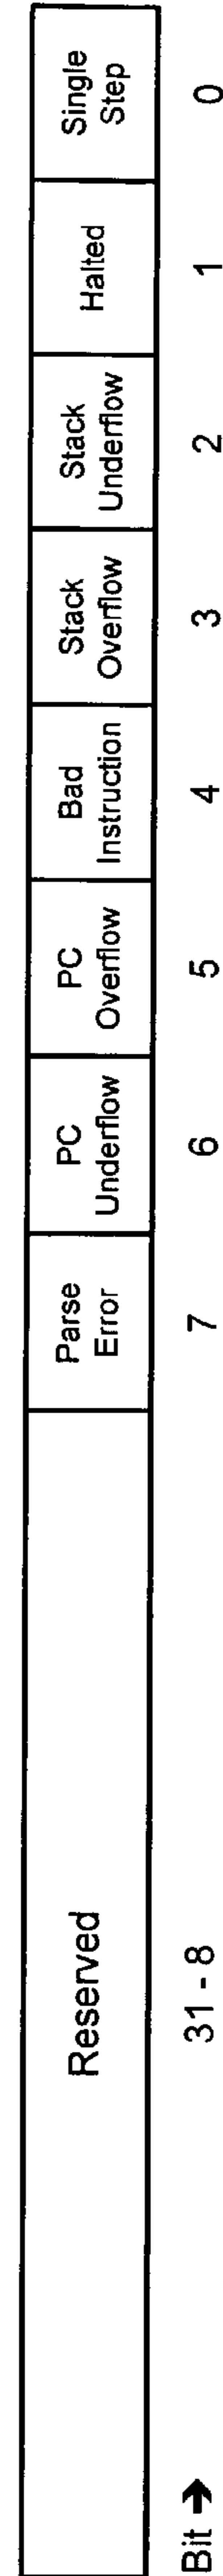 Reserved
Parse
Error
PC
Underflow
PC
Overflow
Bad
Instruction
Stack
Overflow
Stack
Underflow
Halted
Single
Step
Bit → 31 - 8 7 6 5 4 3 2 1 0